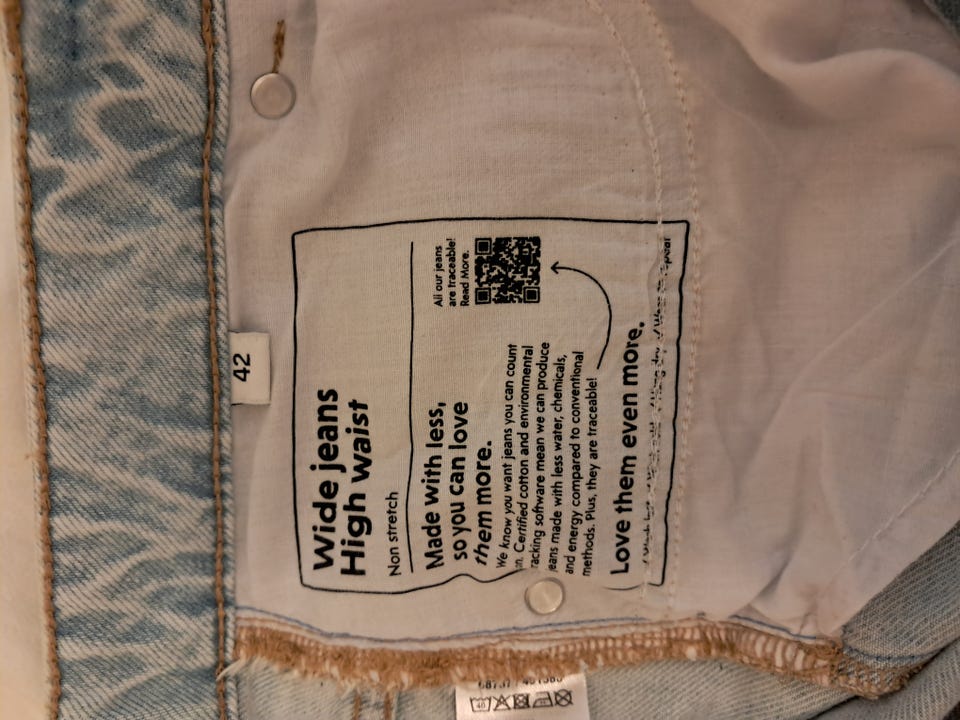 42
Wide jeans
High waist
Non stretch
Made with less,
so you can love
them more.
We know you want jeans you can count
on. Certified cotton and environmental
tracking software mean we can produce
jeans made with less water, chemicals,
and energy compared to conventional
methods. Plus, they are traceable!
All our jeans
are traceable!
Read More.
Love them even more.
40